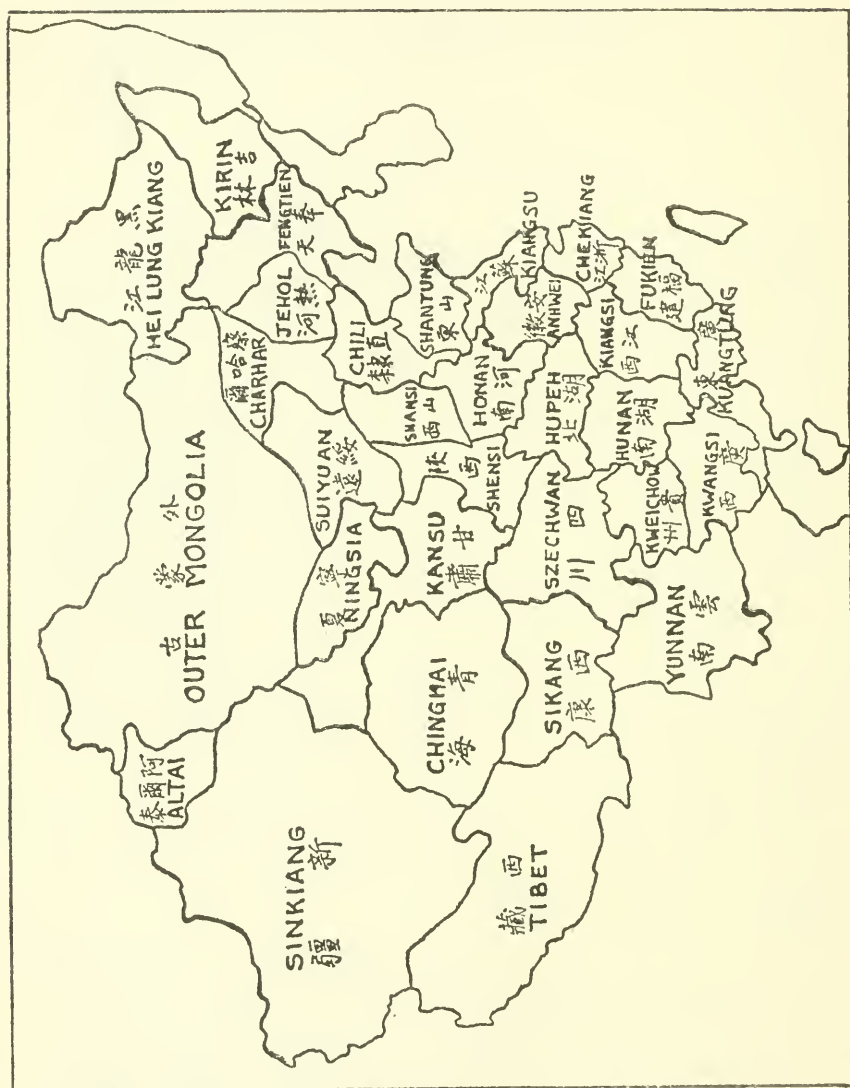 黑龍江
HEI LUNG KIANG
KIRIN
吉林
FENGTIEN
奉天
JEHOL
熱河
察哈爾
CHARHAR
外蒙古
OUTER MONGOLIA
阿爾泰
ALTAI
SINKIANG
新疆
SUIYUAN
綏遠
寧夏
NINGSIA
CHILI
直隸
SHANTUNG
山東
SHANSI
山西
陝西
SHENSI
KANSU
甘肅
CHINGHAI
青海
HONAN
河南
江蘇
KIANGSU
安徽
ANHWEI
CHEKIANG
浙江
HUPEH
湖北
SZECHWAN
四川
SIKANG
西康
西藏
TIBET
KIANGSI
江西
FUKIEN
福建
HUNAN
湖南
KWEICHOW
貴州
YUNNAN
雲南
KWANGSI
廣西
廣東
KUANGTUNG